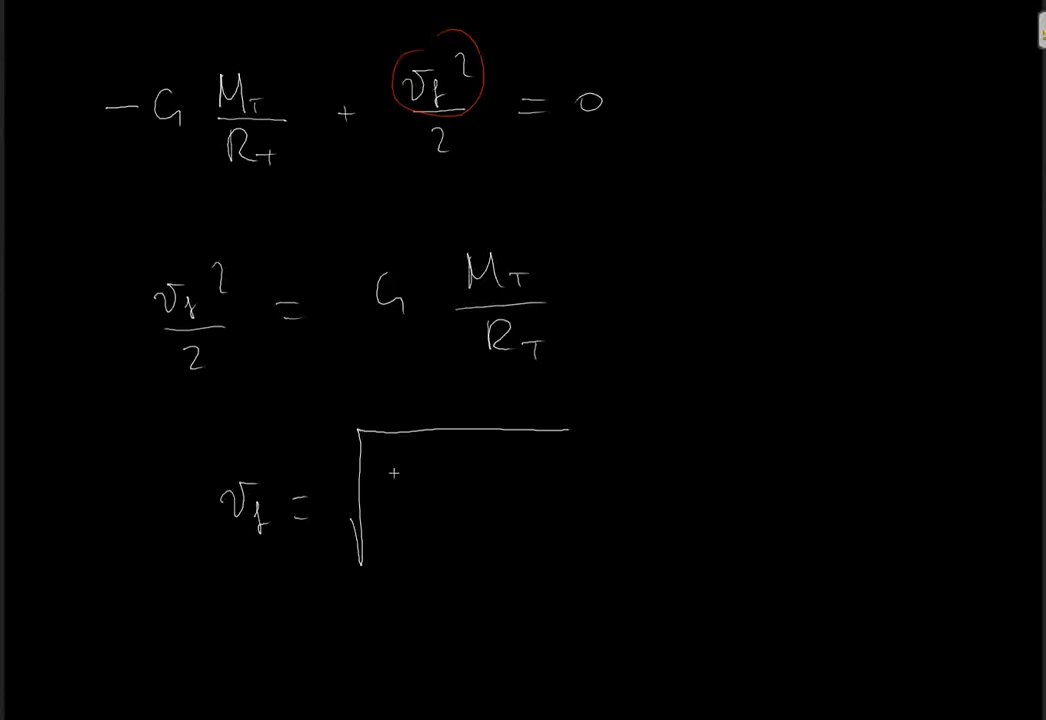 - G M_T / R_T + v_f² / 2 = 0
v_f² / 2 = G M_T / R_T
v_f = √